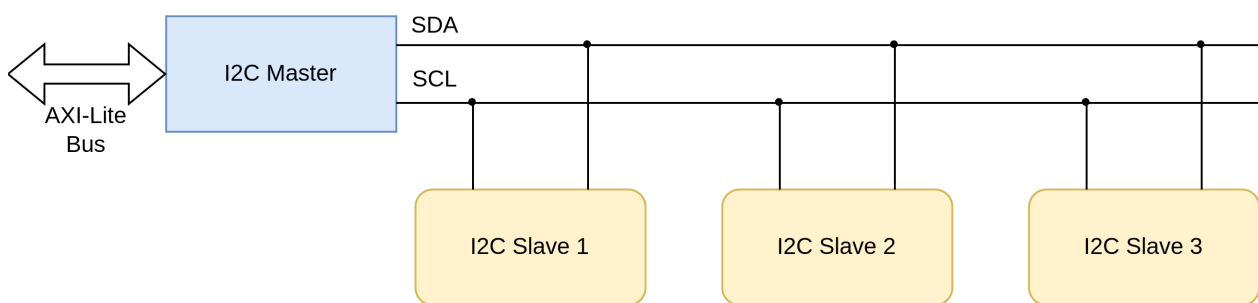 SDA
I2C Master
SCL
AXI-Lite
Bus
I2C Slave 1
I2C Slave 2
I2C Slave 3